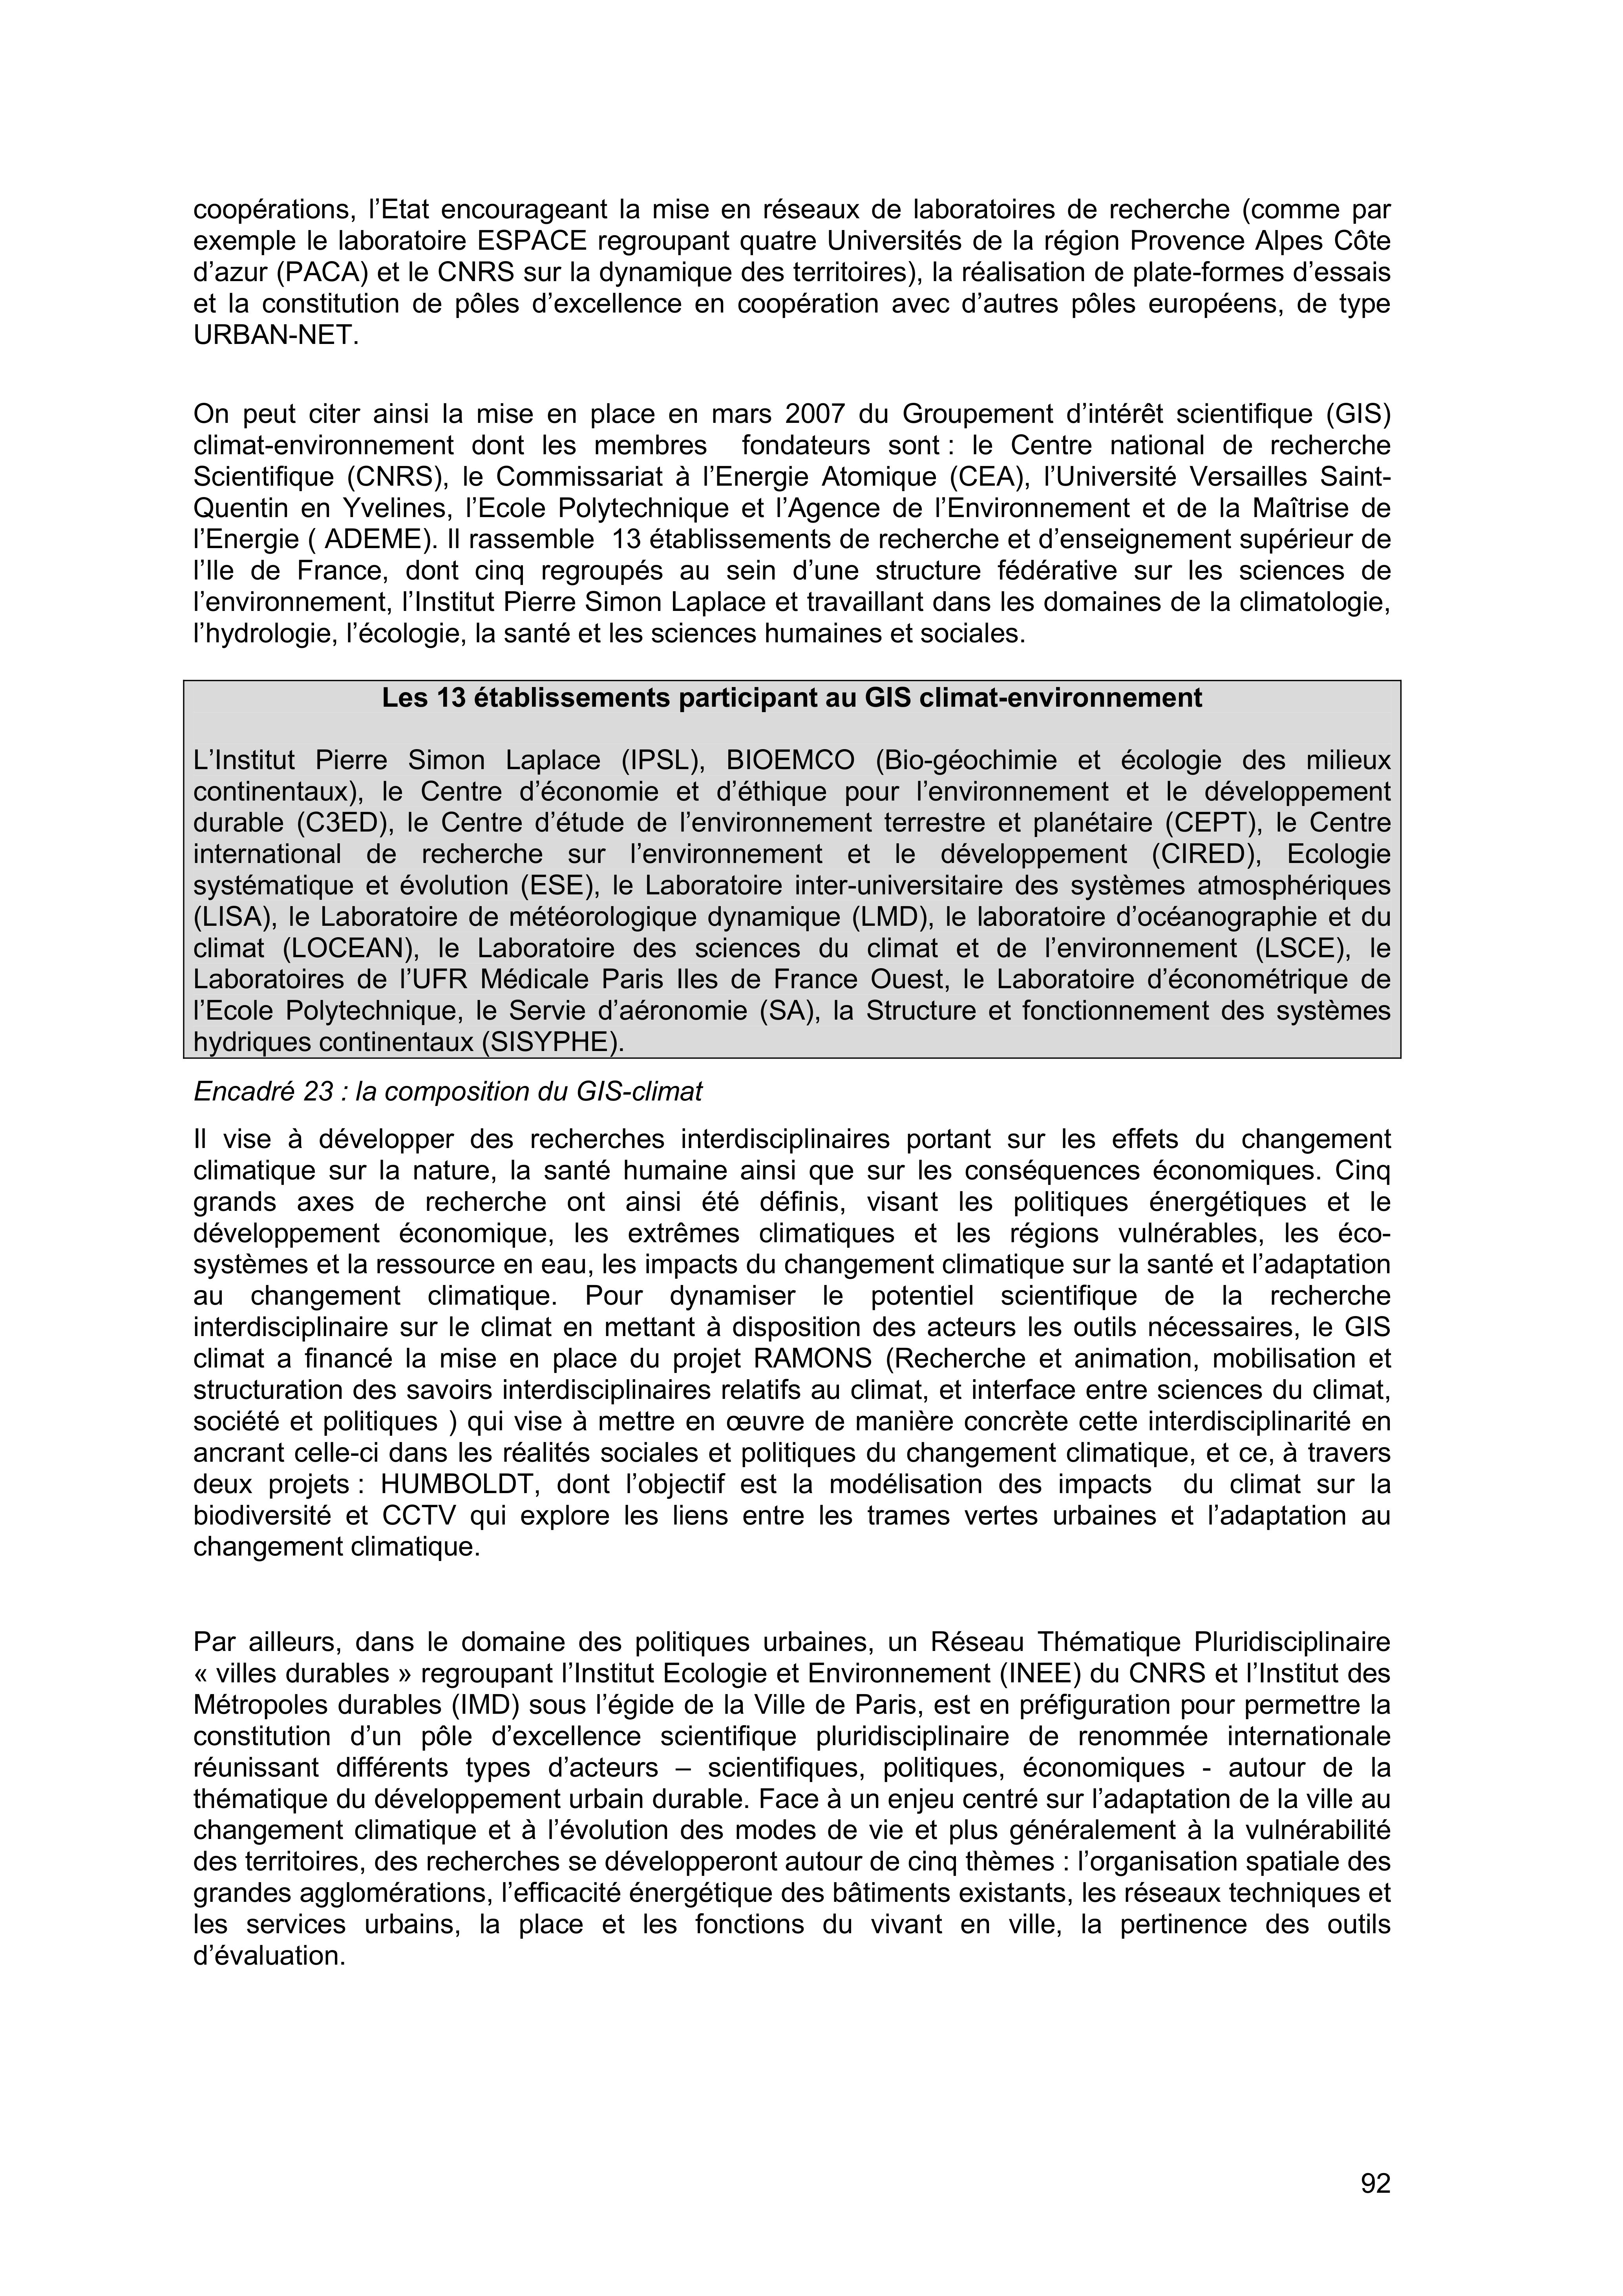 coopérations, l’Etat encourageant la mise en réseaux de laboratoires de recherche (comme par
exemple le laboratoire ESPACE regroupant quatre Universités de la région Provence Alpes Côte
d’azur (PACA) et le CNRS sur la dynamique des territoires), la réalisation de plate-formes d’essais
et la constitution de pôles d’excellence en coopération avec d’autres pôles européens, de type
URBAN-NET.
On peut citer ainsi la mise en place en mars 2007 du Groupement d’intérêt scientifique (GIS)
climat-environnement dont les membres fondateurs sont : le Centre national de recherche
Scientifique (CNRS), le Commissariat à l’Energie Atomique (CEA), l’Université Versailles Saint-
Quentin en Yvelines, l’Ecole Polytechnique et l’Agence de l’Environnement et de la Maîtrise de
l’Energie ( ADEME). Il rassemble 13 établissements de recherche et d’enseignement supérieur de
l’Ile de France, dont cinq regroupés au sein d’une structure fédérative sur les sciences de
l’environnement, l’Institut Pierre Simon Laplace et travaillant dans les domaines de la climatologie,
l’hydrologie, l’écologie, la santé et les sciences humaines et sociales.
Les 13 établissements participant au GIS climat-environnement
L’Institut Pierre Simon Laplace (IPSL), BIOEMCO (Bio-géochimie et écologie des milieux
continentaux), le Centre d’économie et d’éthique pour l’environnement et le développement
durable (C3ED), le Centre d’étude de l’environnement terrestre et planétaire (CEPT), le Centre
international de recherche sur l’environnement et le développement (CIRED), Ecologie
systématique et évolution (ESE), le Laboratoire inter-universitaire des systèmes atmosphériques
(LISA), le Laboratoire de météorologique dynamique (LMD), le laboratoire d’océanographie et du
climat (LOCEAN), le Laboratoire des sciences du climat et de l’environnement (LSCE), le
Laboratoires de l’UFR Médicale Paris Iles de France Ouest, le Laboratoire d’économétrique de
l’Ecole Polytechnique, le Servie d’aéronomie (SA), la Structure et fonctionnement des systèmes
hydriques continentaux (SISYPHE).
Encadré 23 : la composition du GIS-climat
Il vise à développer des recherches interdisciplinaires portant sur les effets du changement
climatique sur la nature, la santé humaine ainsi que sur les conséquences économiques. Cinq
grands axes de recherche ont ainsi été définis, visant les politiques énergétiques et le
développement économique, les extrêmes climatiques et les régions vulnérables, les éco-
systèmes et la ressource en eau, les impacts du changement climatique sur la santé et l’adaptation
au changement climatique. Pour dynamiser le potentiel scientifique de la recherche
interdisciplinaire sur le climat en mettant à disposition des acteurs les outils nécessaires, le GIS
climat a financé la mise en place du projet RAMONS (Recherche et animation, mobilisation et
structuration des savoirs interdisciplinaires relatifs au climat, et interface entre sciences du climat,
société et politiques ) qui vise à mettre en œuvre de manière concrète cette interdisciplinarité en
ancrant celle-ci dans les réalités sociales et politiques du changement climatique, et ce, à travers
deux projets : HUMBOLDT, dont l’objectif est la modélisation des impacts du climat sur la
biodiversité et CCTV qui explore les liens entre les trames vertes urbaines et l’adaptation au
changement climatique.
Par ailleurs, dans le domaine des politiques urbaines, un Réseau Thématique Pluridisciplinaire
« villes durables » regroupant l’Institut Ecologie et Environnement (INEE) du CNRS et l’Institut des
Métropoles durables (IMD) sous l’égide de la Ville de Paris, est en préfiguration pour permettre la
constitution d’un pôle d’excellence scientifique pluridisciplinaire de renommée internationale
réunissant différents types d’acteurs – scientifiques, politiques, économiques - autour de la
thématique du développement urbain durable. Face à un enjeu centré sur l’adaptation de la ville au
changement climatique et à l’évolution des modes de vie et plus généralement à la vulnérabilité
des territoires, des recherches se développeront autour de cinq thèmes : l’organisation spatiale des
grandes agglomérations, l’efficacité énergétique des bâtiments existants, les réseaux techniques et
les services urbains, la place et les fonctions du vivant en ville, la pertinence des outils
d’évaluation.
92